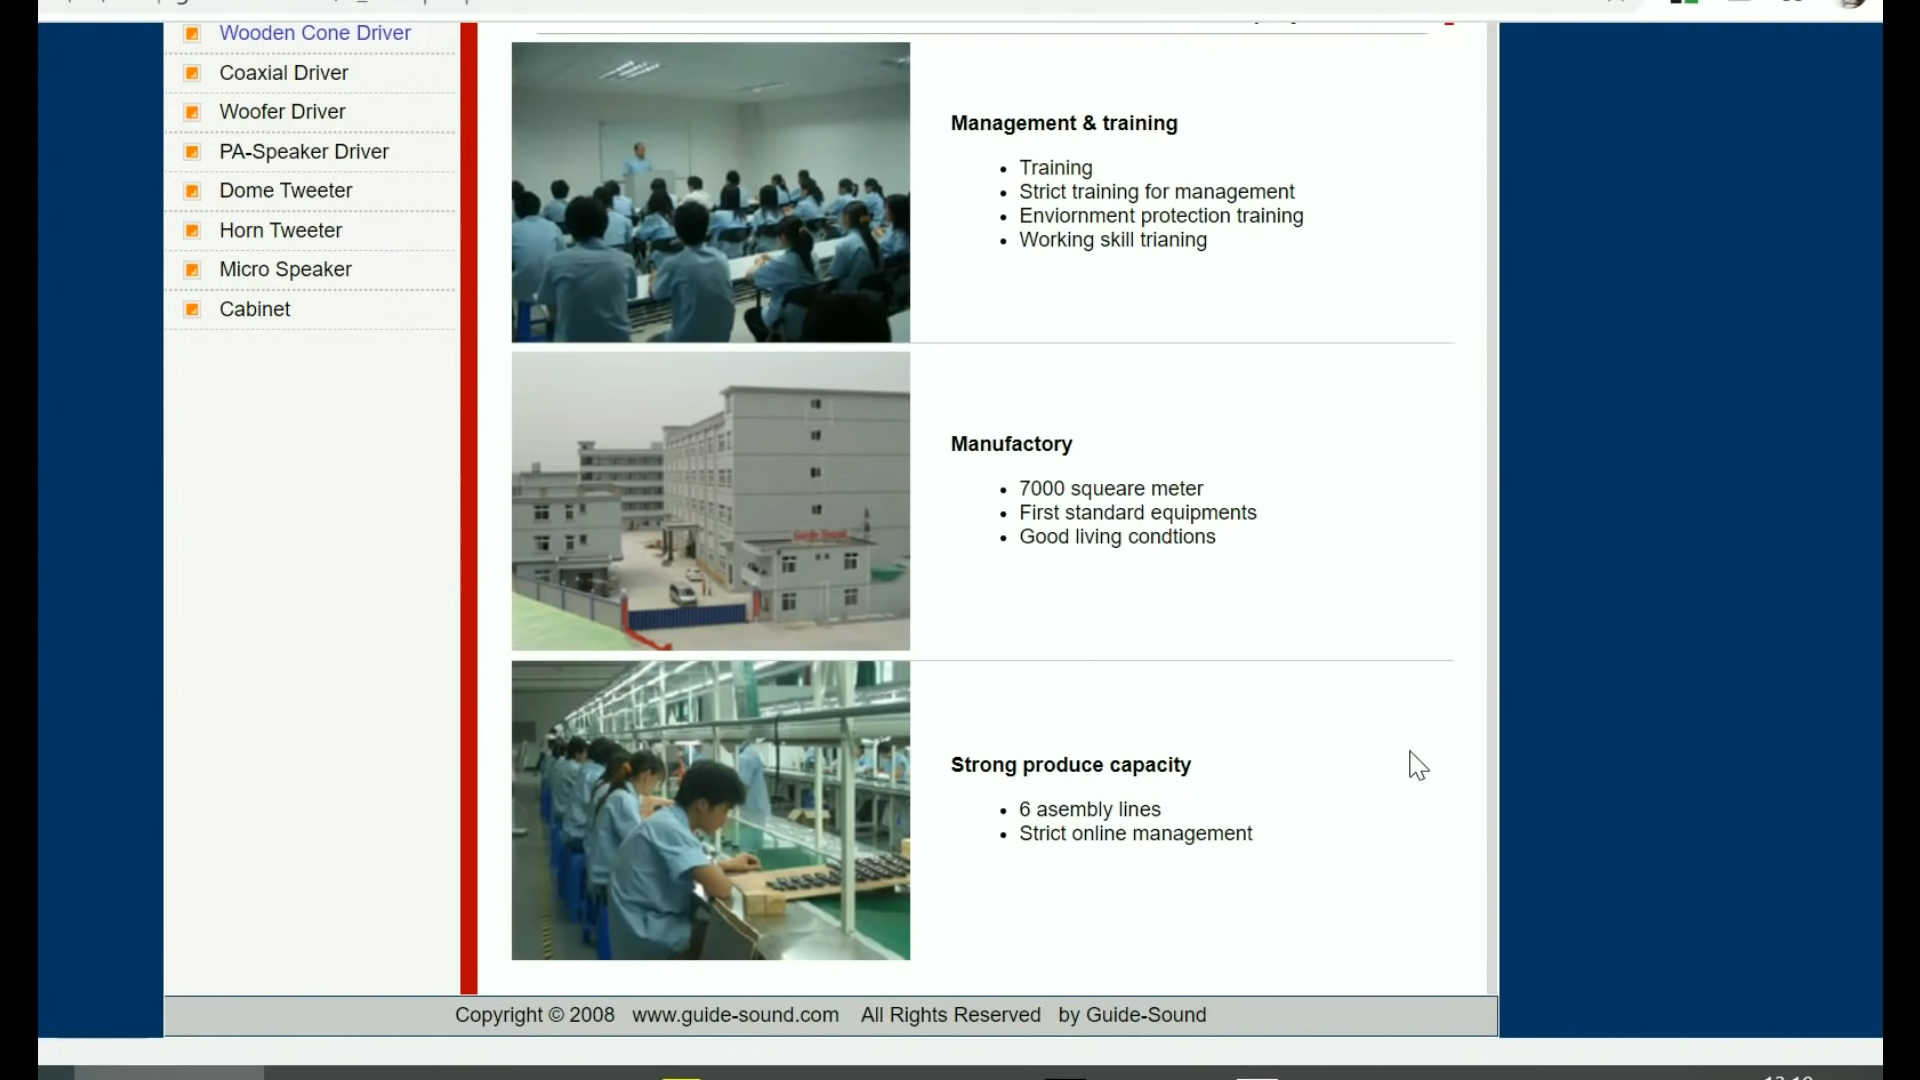 Wooden Cone Driver
Coaxial Driver
Woofer Driver
PA-Speaker Driver
Dome Tweeter
Horn Tweeter
Micro Speaker
Cabinet
Management & training
Training
Strict training for management
Enviornment protection training
Working skill trianing
Manufactory
7000 squeare meter
First standard equipments
Good living condtions
Guide Sound
Strong produce capacity
6 asembly lines
Strict online management
Copyright © 2008 www.guide-sound.com All Rights Reserved by Guide-Sound